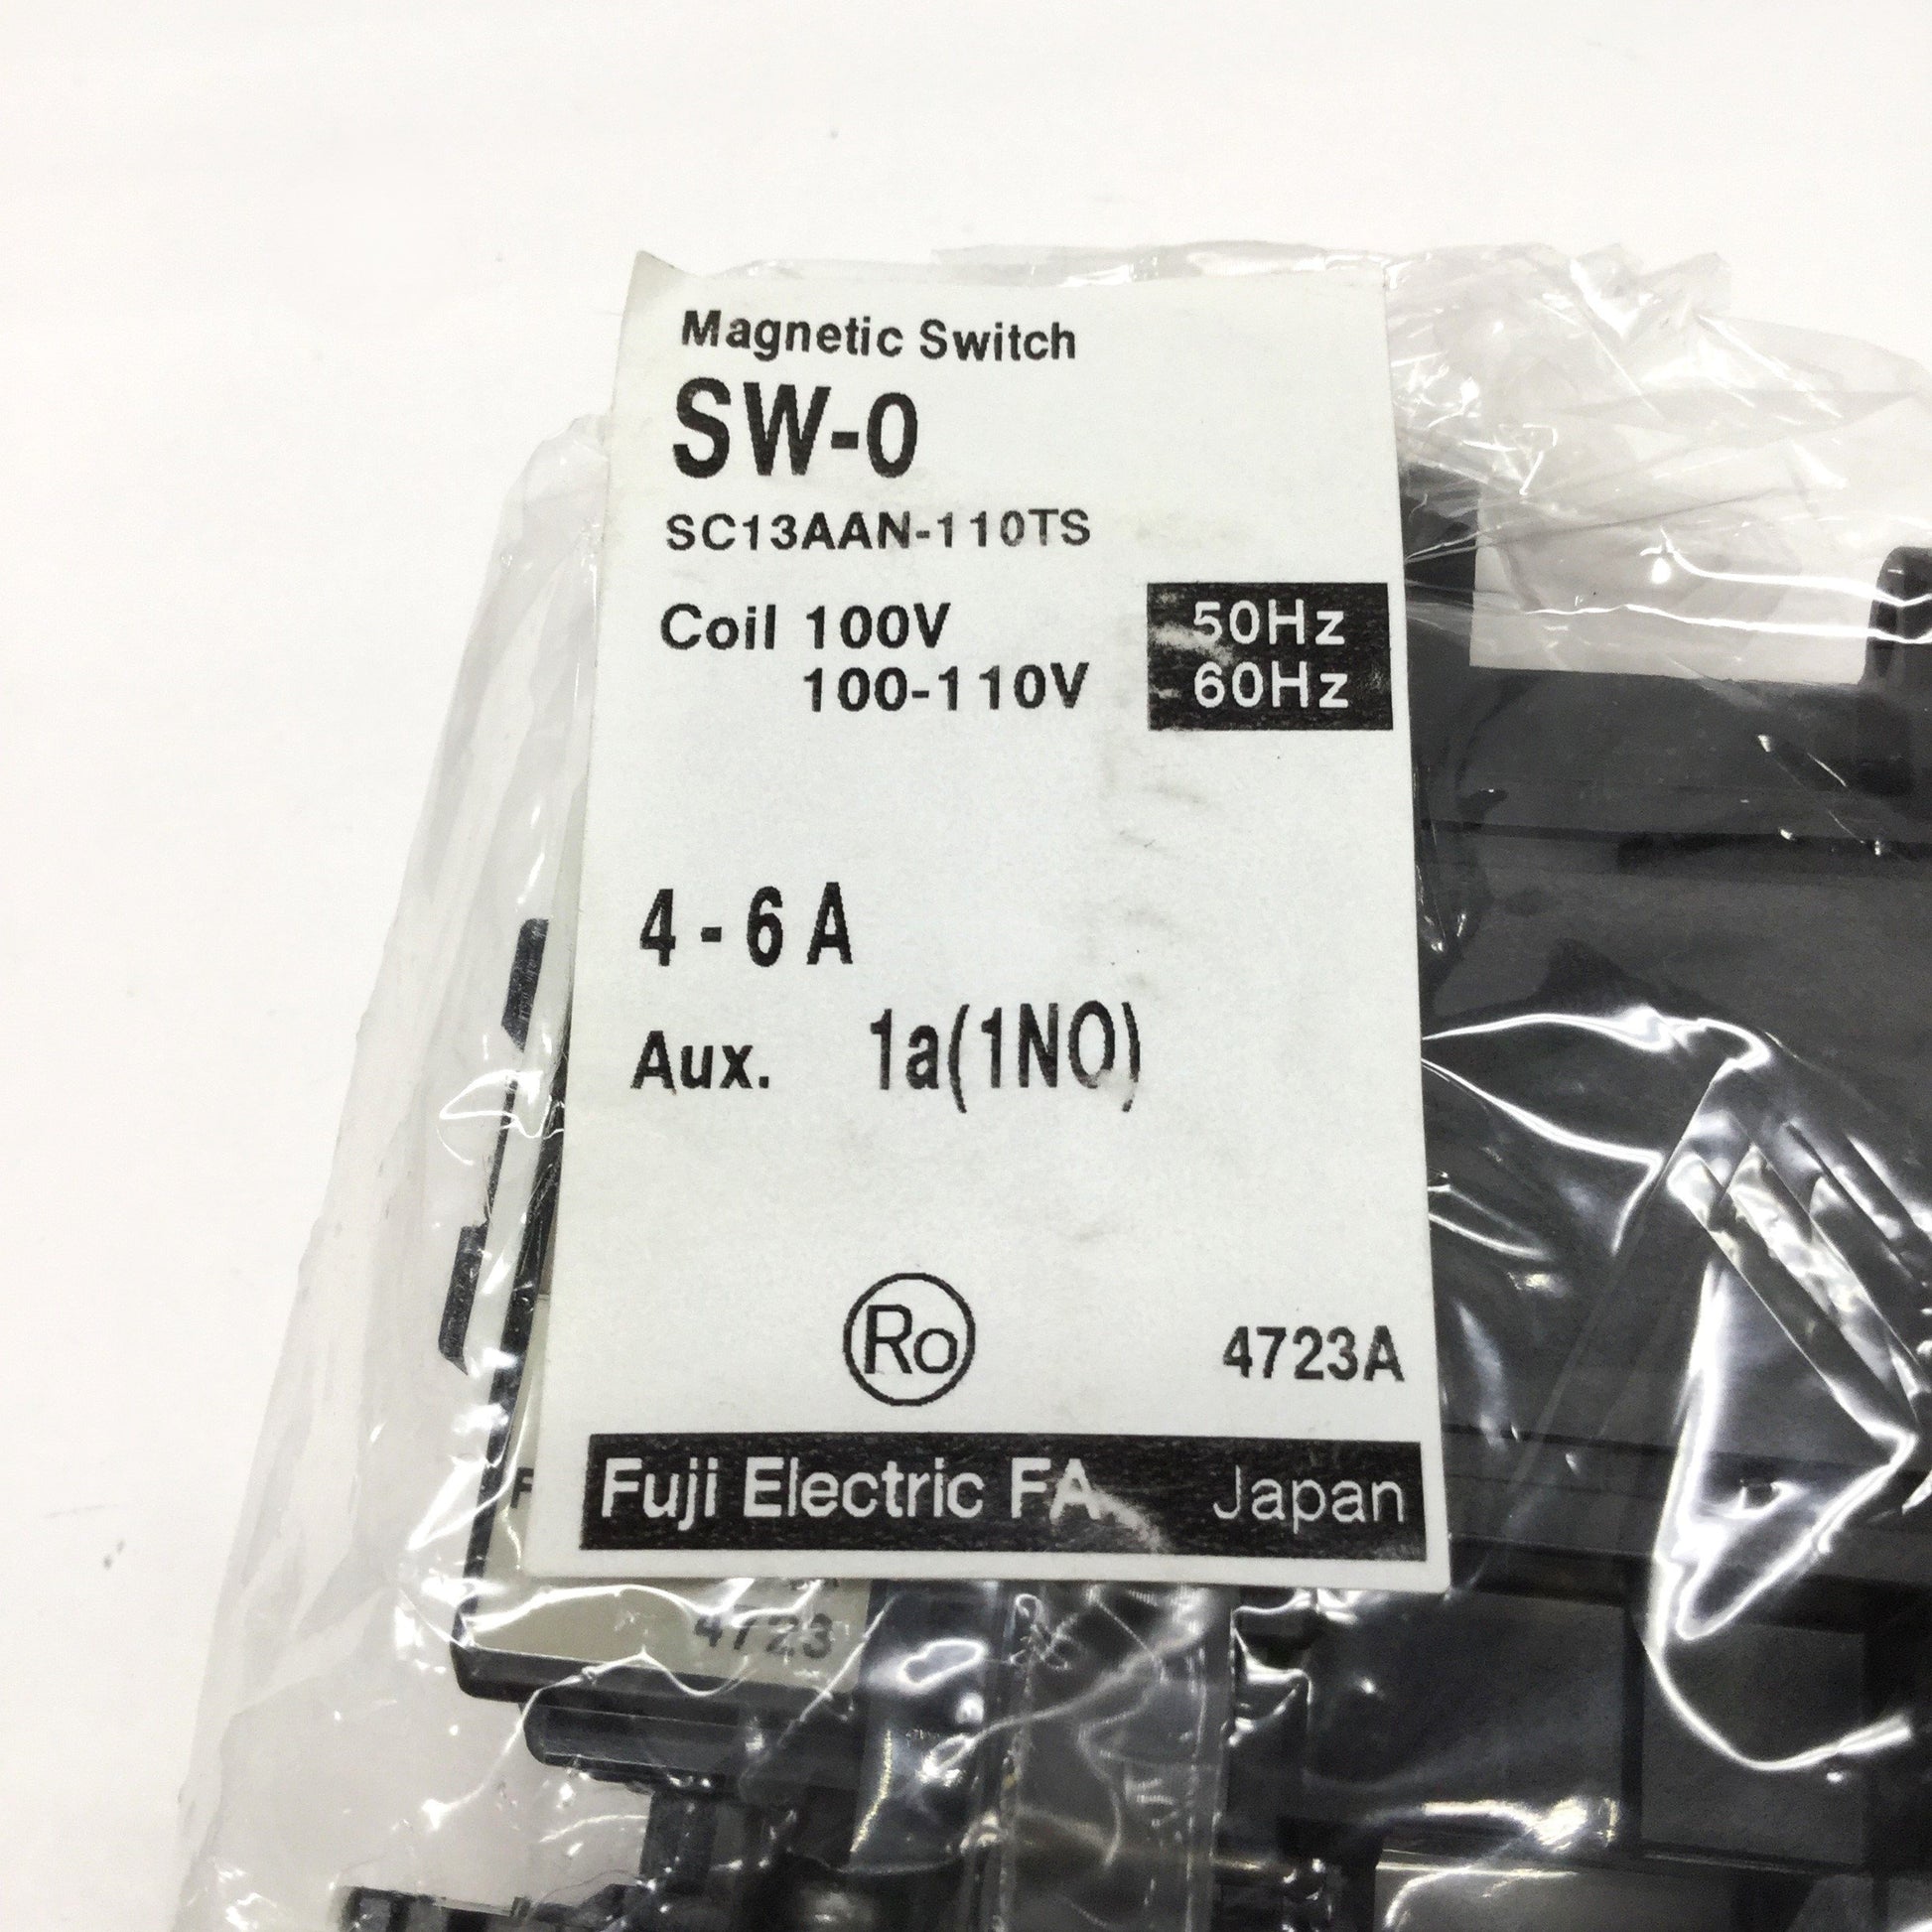 Magnetic Switch
SW-0
SC13AAN-110TS
Coil 100V 50Hz
100-110V 60Hz
4 - 6 A
Aux. 1a(1NO)
Ro
4723A
Fuji Electric FA Japan
4723